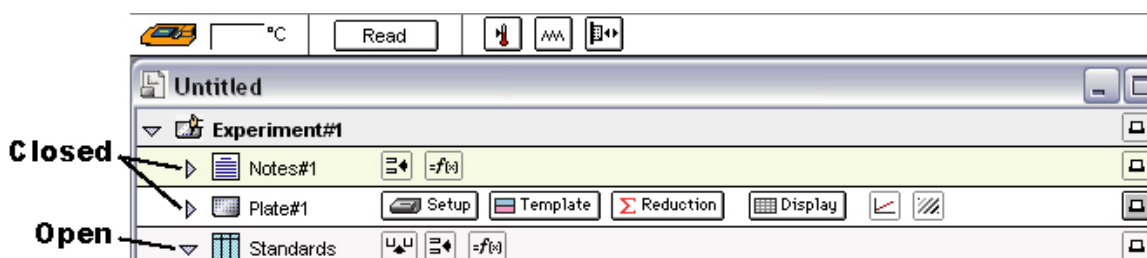 °C Read
Untitled
Experiment#1
Closed
Notes#1 =f(x)
Plate#1 Setup Template Σ Reduction Display
Open
Standards =f(x)